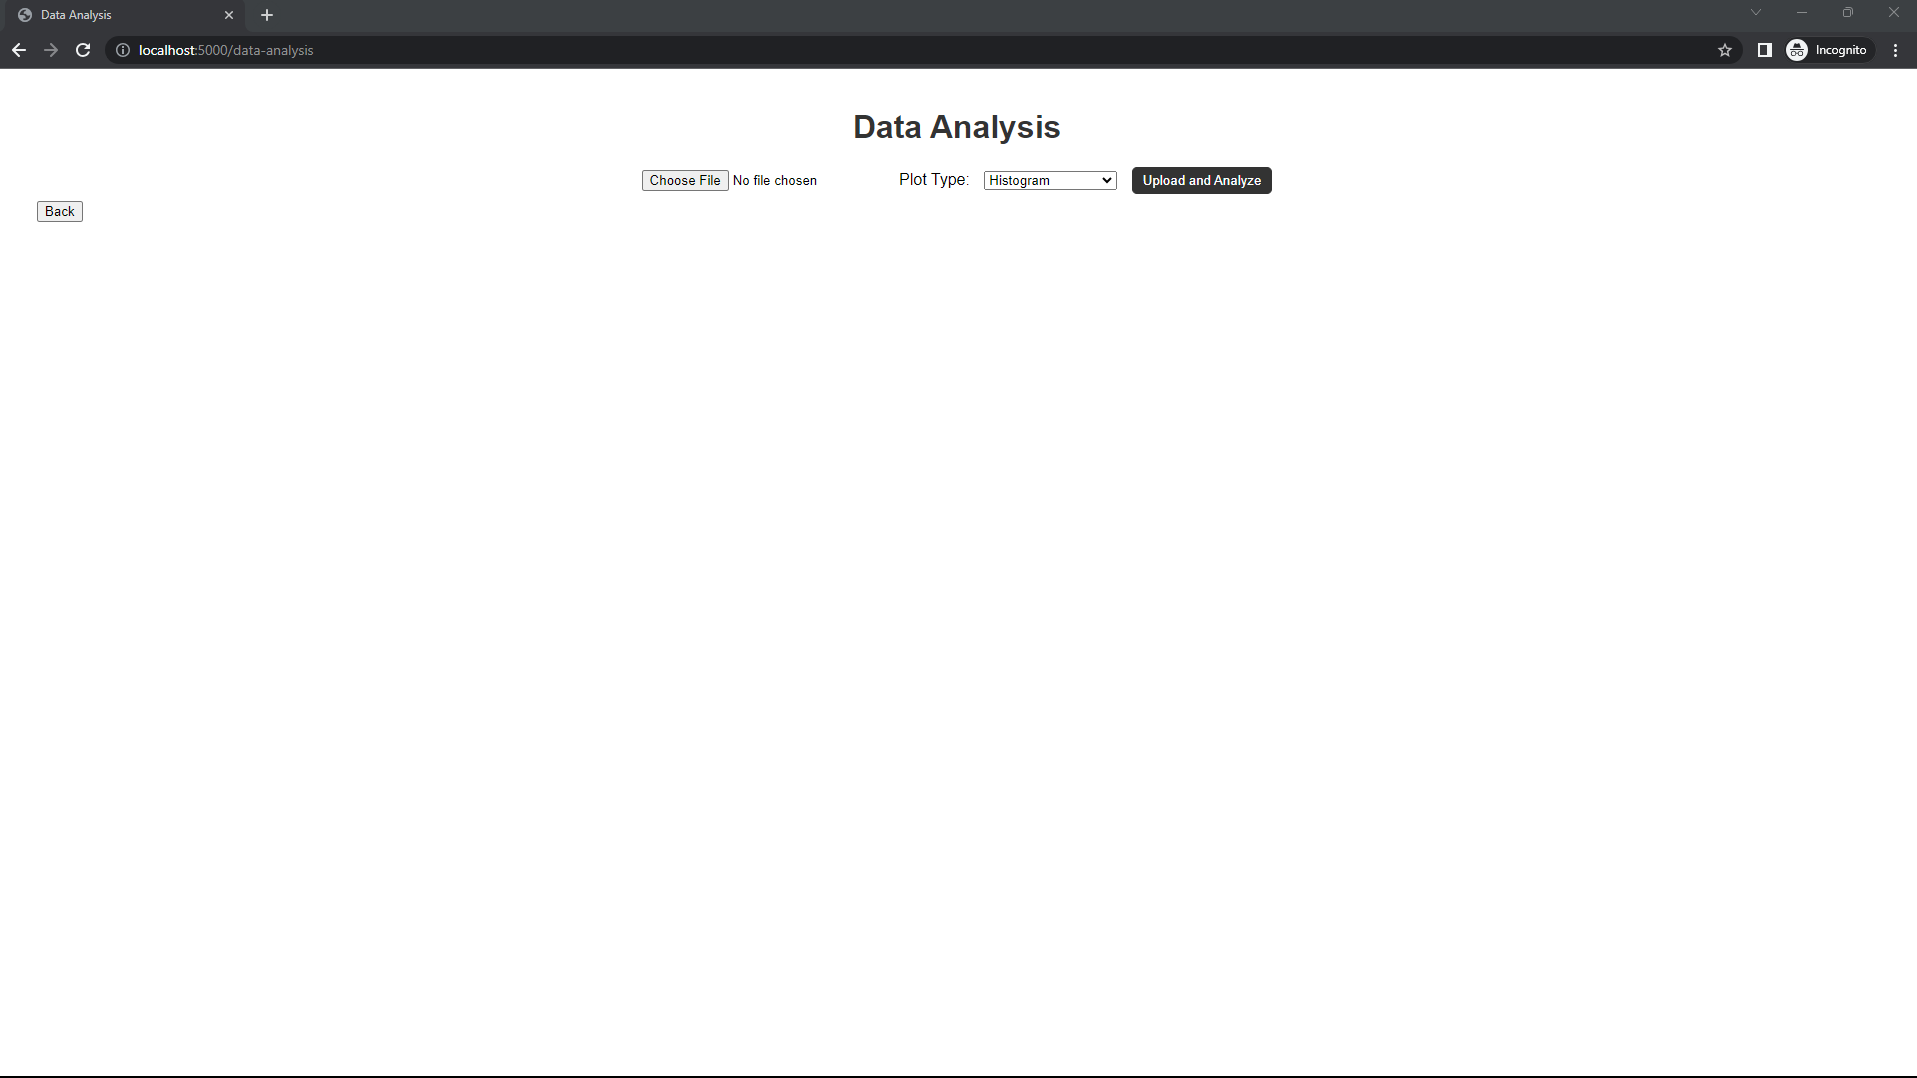 Data Analysis
localhost:5000/data-analysis
Incognito
Data Analysis
Choose File No file chosen Plot Type: Histogram Upload and Analyze
Back